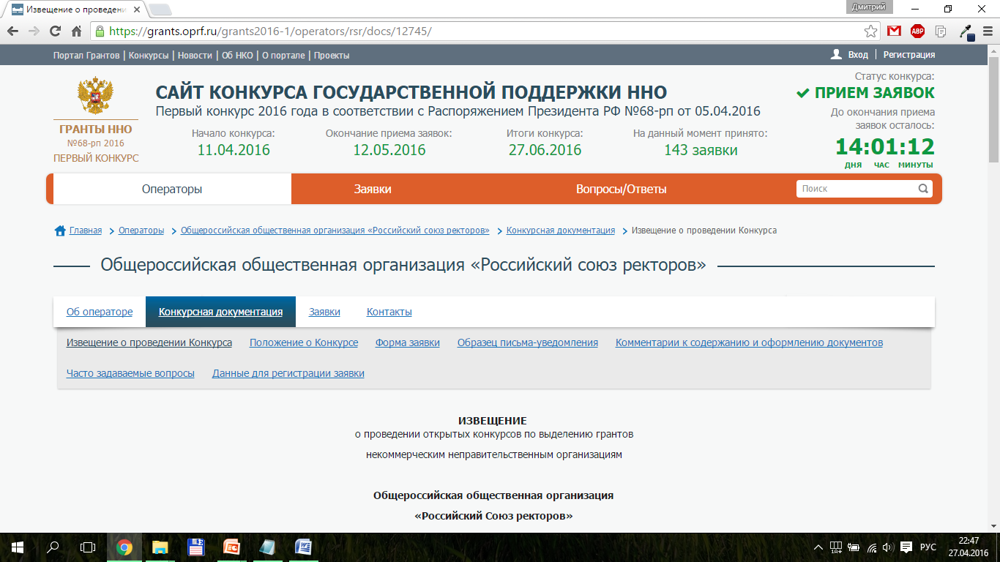 Извещение о проведени
Дмитрий
https://grants.oprf.ru/grants2016-1/operators/rsr/docs/12745/
ABP
Портал Грантов | Конкурсы | Новости | Об НКО | О портале | Проекты
Вход | Регистрация
ГРАНТЫ ННО
№68-рп 2016
ПЕРВЫЙ КОНКУРС
САЙТ КОНКУРСА ГОСУДАРСТВЕННОЙ ПОДДЕРЖКИ ННО
Первый конкурс 2016 года в соответствии с Распоряжением Президента РФ №68-рп от 05.04.2016
Начало конкурса: Окончание приема заявок: Итоги конкурса: На данный момент принято:
11.04.2016 12.05.2016 27.06.2016 143 заявки
Статус конкурса:
ПРИЕМ ЗАЯВОК
До окончания приема
заявок осталось:
14:01:12
ДНЯ ЧАС МИНУТЫ
Операторы Заявки Вопросы/Ответы Поиск
Главная Операторы Общероссийская общественная организация «Российский союз ректоров» Конкурсная документация Извещение о проведении Конкурса
Общероссийская общественная организация «Российский союз ректоров»
Об операторе Конкурсная документация Заявки Контакты
Извещение о проведении Конкурса Положение о Конкурсе Форма заявки Образец письма-уведомления Комментарии к содержанию и оформлению документов
Часто задаваемые вопросы Данные для регистрации заявки
ИЗВЕЩЕНИЕ
о проведении открытых конкурсов по выделению грантов
некоммерческим неправительственным организациям
Общероссийская общественная организация
«Российский Союз ректоров»
РУС
22:47
27.04.2016